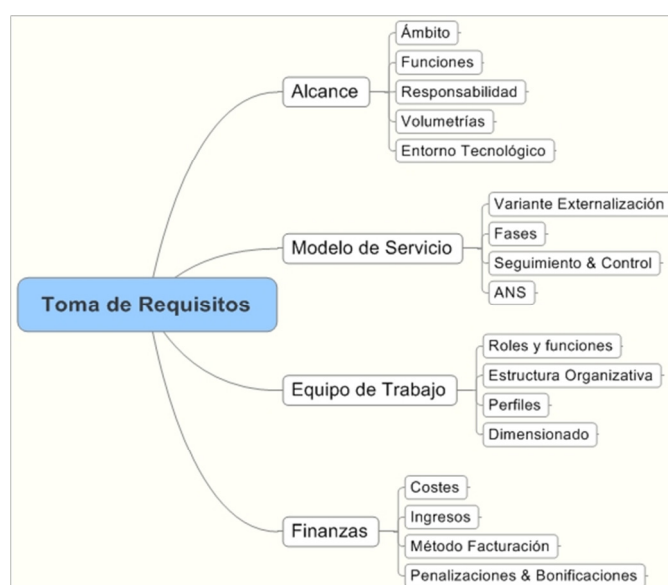 Toma de Requisitos
Alcance
Ámbito
Funciones
Responsabilidad
Volumetrías
Entorno Tecnológico
Modelo de Servicio
Variante Externalización
Fases
Seguimiento & Control
ANS
Equipo de Trabajo
Roles y funciones
Estructura Organizativa
Perfiles
Dimensionado
Finanzas
Costes
Ingresos
Método Facturación
Penalizaciones & Bonificaciones